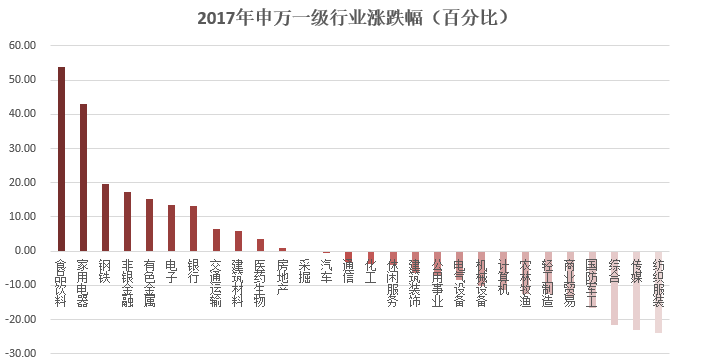 2017年申万一级行业涨跌幅（百分比）
60.00
50.00
40.00
30.00
20.00
10.00
0.00
-10.00
-20.00
-30.00
食品饮料
家用电器
钢铁
非银金融
有色金属
电子
银行
交通运输
建筑材料
医药生物
房地产
采掘
汽车
通信
化工
休闲服务
建筑装饰
公用事业
电气设备
机械设备
计算机
农林牧渔
轻工制造
商业贸易
国防军工
综合
传媒
纺织服装